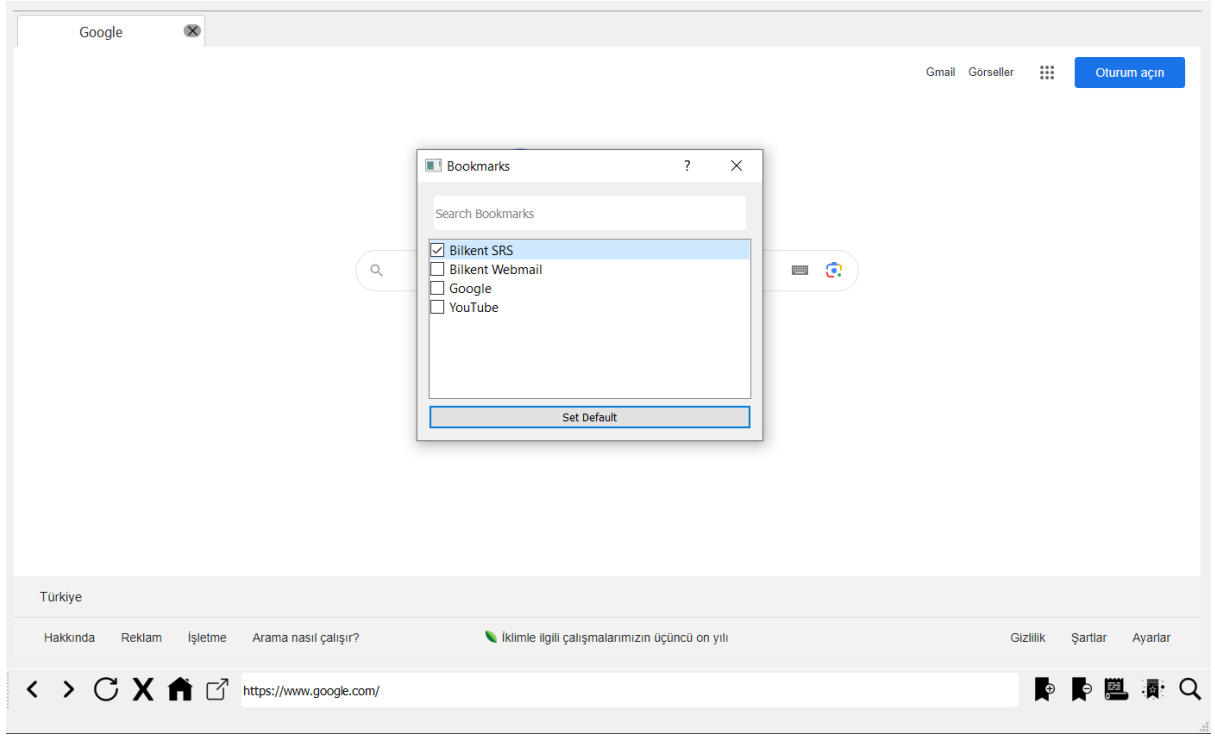 Google
Gmail Görseller Oturum açın
Bookmarks ?
Search Bookmarks
Bilkent SRS
Bilkent Webmail
Google
YouTube
Set Default
Türkiye
Hakkında Reklam İşletme Arama nasıl çalışır? İklimle ilgili çalışmalarımızın üçüncü on yılı Gizlilik Şartlar Ayarlar
https://www.google.com/